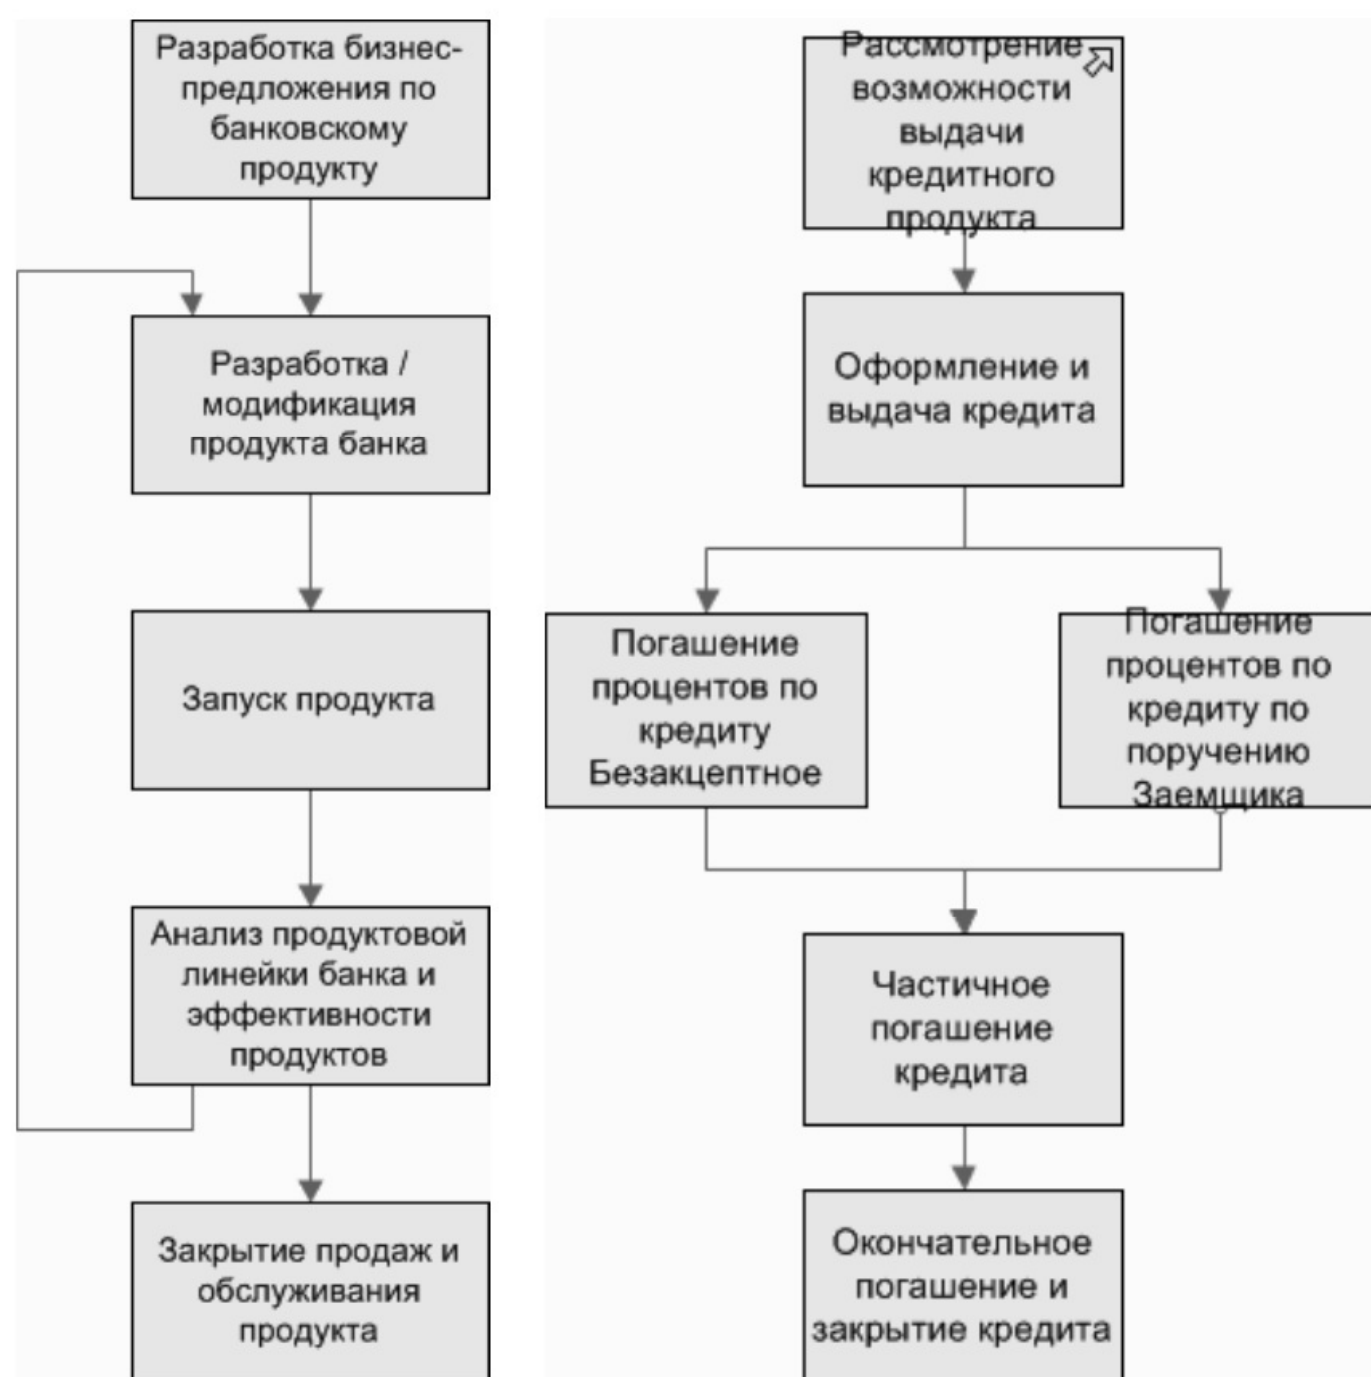 Разработка бизнес-
предложения по
банковскому
продукту
Разработка /
модификация
продукта банка
Запуск продукта
Анализ продуктовой
линейки банка и
эффективности
продуктов
Закрытие продаж и
обслуживания
продукта
Рассмотрение
возможности
выдачи
кредитного
продукта
Оформление и
выдача кредита
Погашение
процентов по
кредиту
Безакцептное
Погашение
процентов по
кредиту по
поручению
Заемщика
Частичное
погашение
кредита
Окончательное
погашение и
закрытие кредита